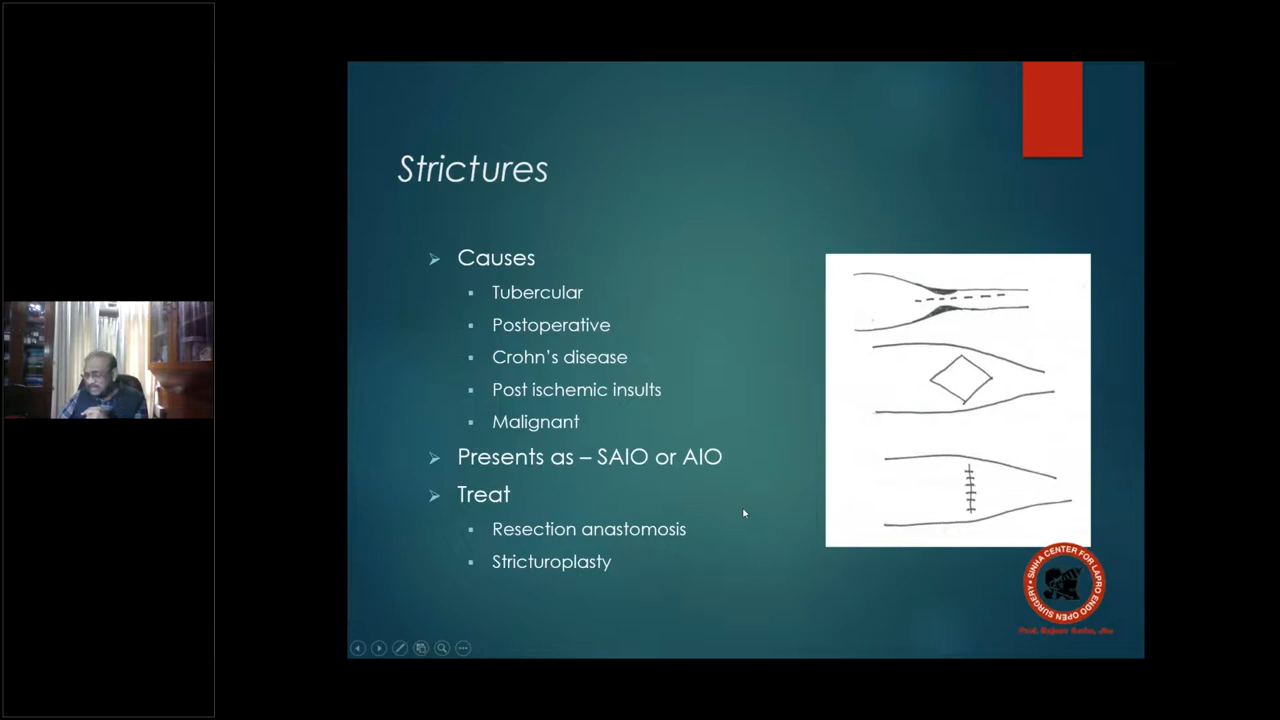 Strictures
Causes
Tubercular
Postoperative
Crohn's disease
Post ischemic insults
Malignant
Presents as – SAIO or AIO
Treat
Resection anastomosis
Stricturoplasty
SINHA CENTER FOR LAPRO ENDO OPEN SURGERY